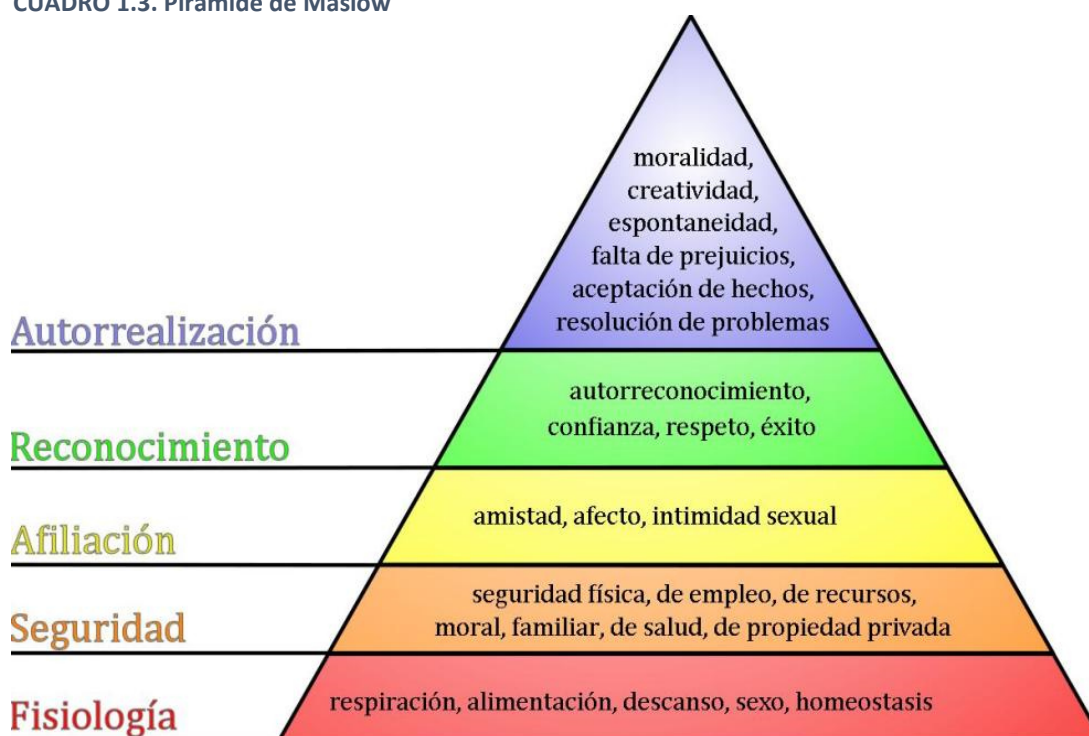 CUADRO 1.3. Pirámide de Maslow
moralidad,
creatividad,
espontaneidad,
falta de prejuicios,
aceptación de hechos,
resolución de problemas
Autorrealización
autorreconocimiento,
confianza, respeto, éxito
Reconocimiento
amistad, afecto, intimidad sexual
Afiliación
seguridad física, de empleo, de recursos,
moral, familiar, de salud, de propiedad privada
Seguridad
respiración, alimentación, descanso, sexo, homeostasis
Fisiología